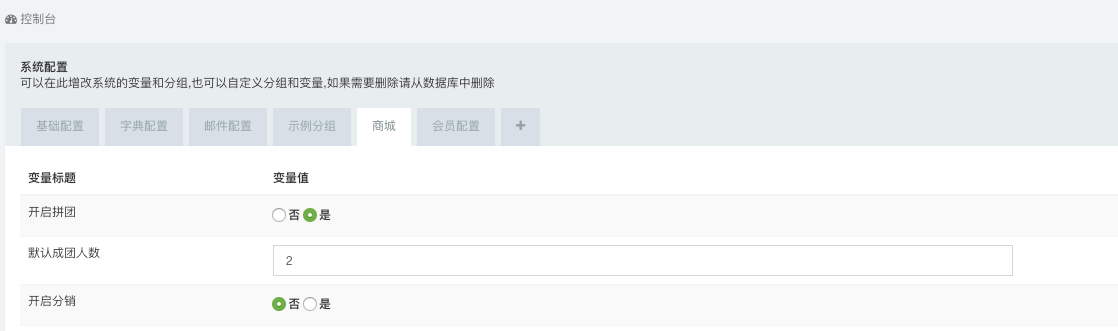 控制台
系统配置
可以在此增改系统的变量和分组,也可以自定义分组和变量,如果需要删除请从数据库中删除
基础配置 字典配置 邮件配置 示例分组 商城 会员配置 +
变量标题 变量值
开启拼团 否 是
默认成团人数 2
开启分销 否 是